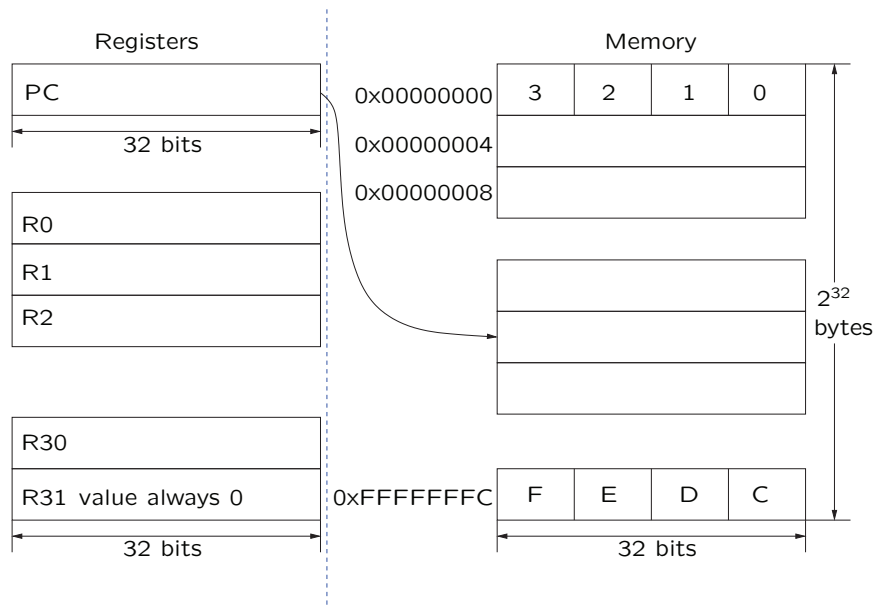 Registers
Memory
PC
32 bits
R0
R1
R2
R30
R31 value always 0
32 bits
0x00000000
3 2 1 0
0x00000004
0x00000008
2³²
bytes
0xFFFFFFFC
F E D C
32 bits